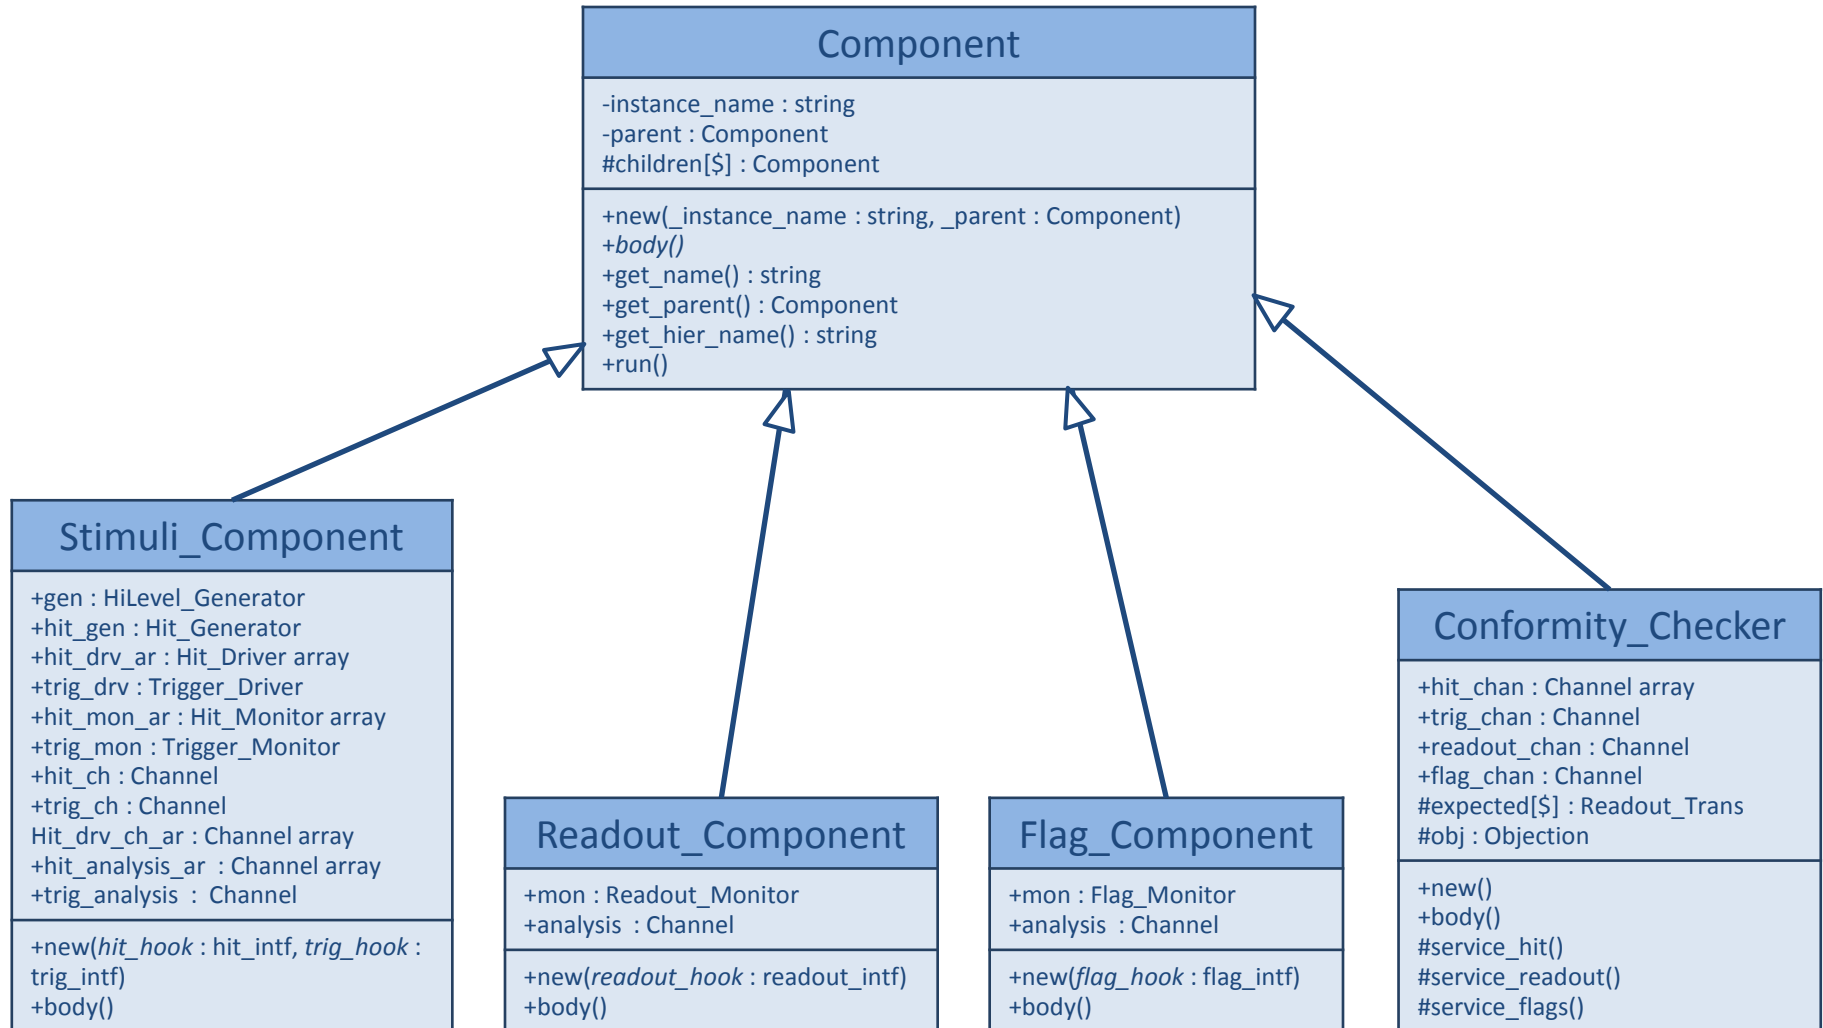 Component
-instance_name : string
-parent : Component
#children[$] : Component
+new(_instance_name : string, _parent : Component)
+body()
+get_name() : string
+get_parent() : Component
+get_hier_name() : string
+run()
Stimuli_Component
+gen : HiLevel_Generator
+hit_gen : Hit_Generator
+hit_drv_ar : Hit_Driver array
+trig_drv : Trigger_Driver
+hit_mon_ar : Hit_Monitor array
+trig_mon : Trigger_Monitor
+hit_ch : Channel
+trig_ch : Channel
Hit_drv_ch_ar : Channel array
+hit_analysis_ar : Channel array
+trig_analysis : Channel
+new(hit_hook : hit_intf, trig_hook :
trig_intf)
+body()
Readout_Component
+mon : Readout_Monitor
+analysis : Channel
+new(readout_hook : readout_intf)
+body()
Flag_Component
+mon : Flag_Monitor
+analysis : Channel
+new(flag_hook : flag_intf)
+body()
Conformity_Checker
+hit_chan : Channel array
+trig_chan : Channel
+readout_chan : Channel
+flag_chan : Channel
#expected[$] : Readout_Trans
#obj : Objection
+new()
+body()
#service_hit()
#service_readout()
#service_flags()